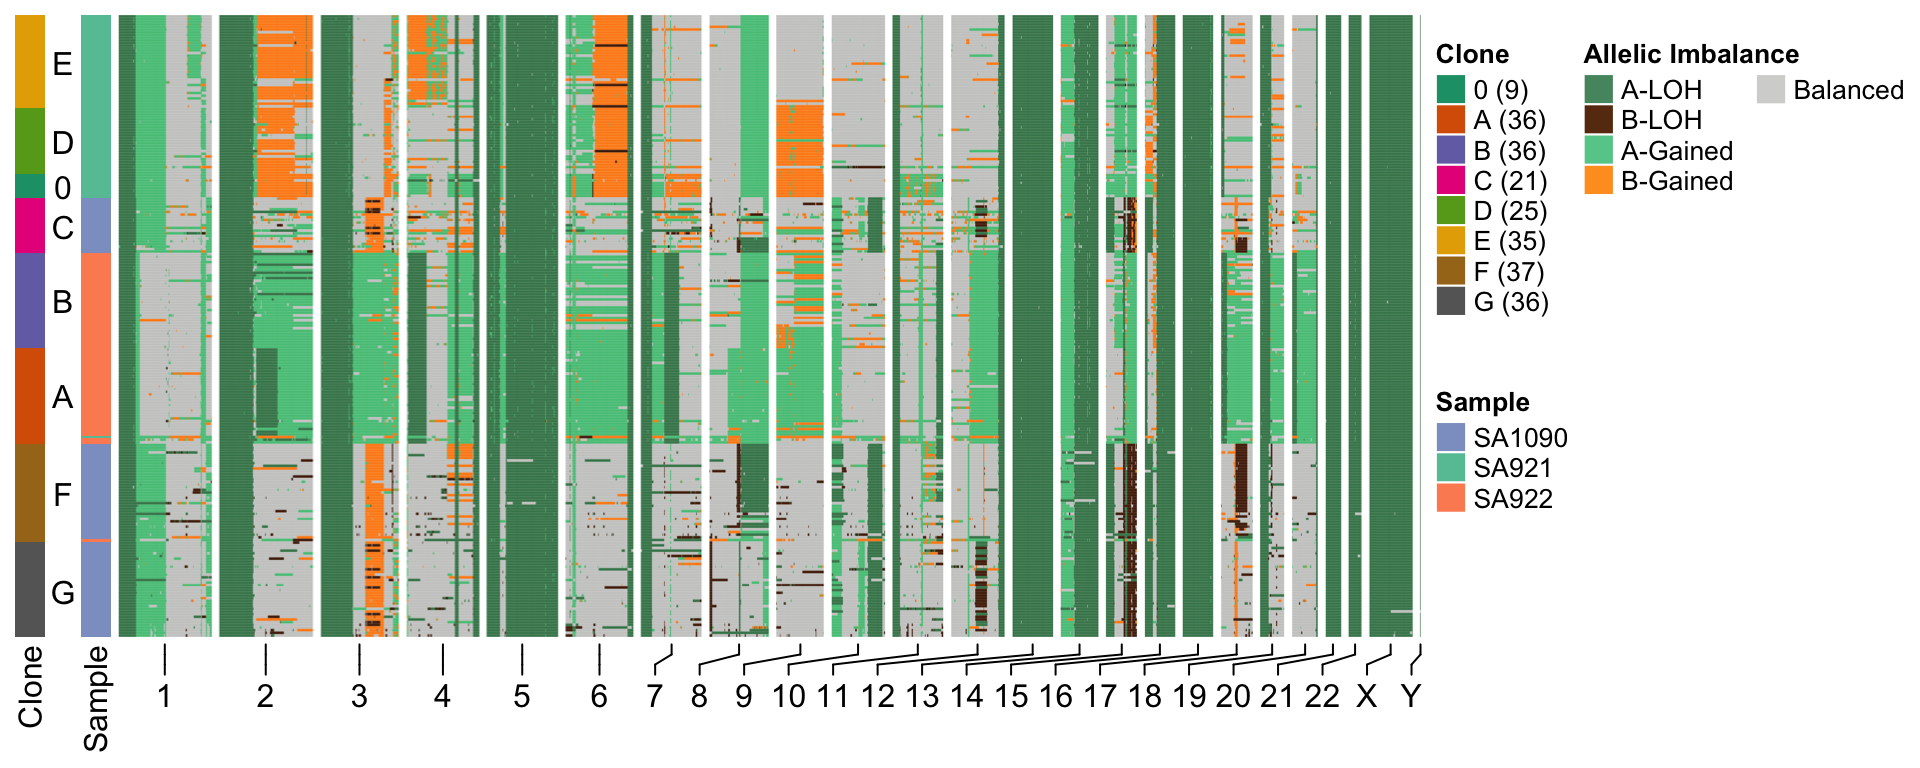 E
D
0
C
B
A
F
G
Clone
Sample
1 2 3 4 5 6 7 8 9 10 11 12 13 14 15 16 17 18 19 20 21 22 X Y
Clone
0 (9)
A (36)
B (36)
C (21)
D (25)
E (35)
F (37)
G (36)
Allelic Imbalance
A-LOH
B-LOH
A-Gained
B-Gained
Balanced
Sample
SA1090
SA921
SA922